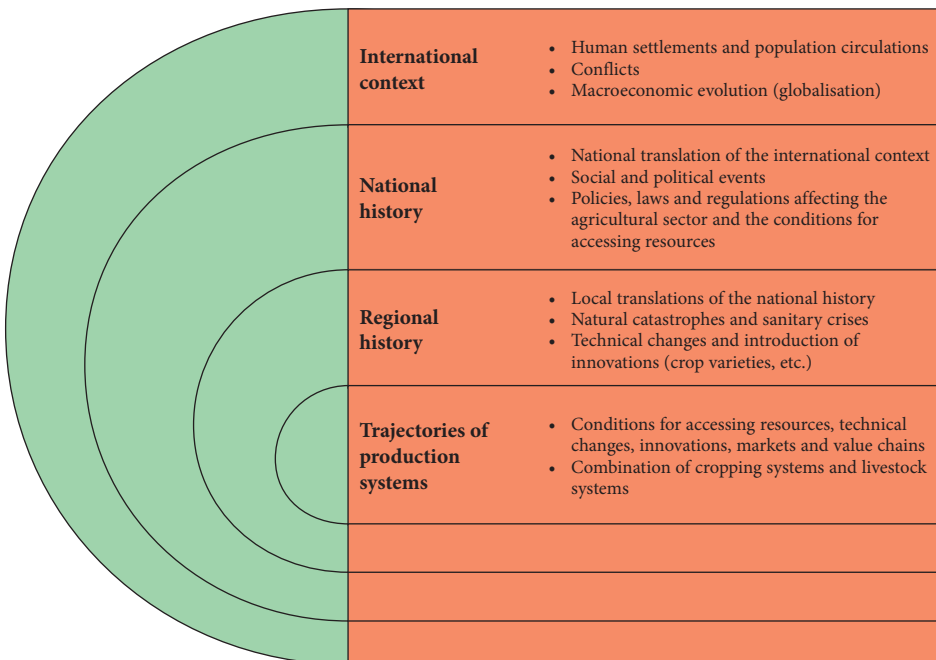 International
context
• Human settlements and population circulations
• Conflicts
• Macroeconomic evolution (globalisation)
National
history
• National translation of the international context
• Social and political events
• Policies, laws and regulations affecting the
agricultural sector and the conditions for
accessing resources
Regional
history
• Local translations of the national history
• Natural catastrophes and sanitary crises
• Technical changes and introduction of
innovations (crop varieties, etc.)
Trajectories of
production
systems
• Conditions for accessing resources, technical
changes, innovations, markets and value chains
• Combination of cropping systems and livestock
systems